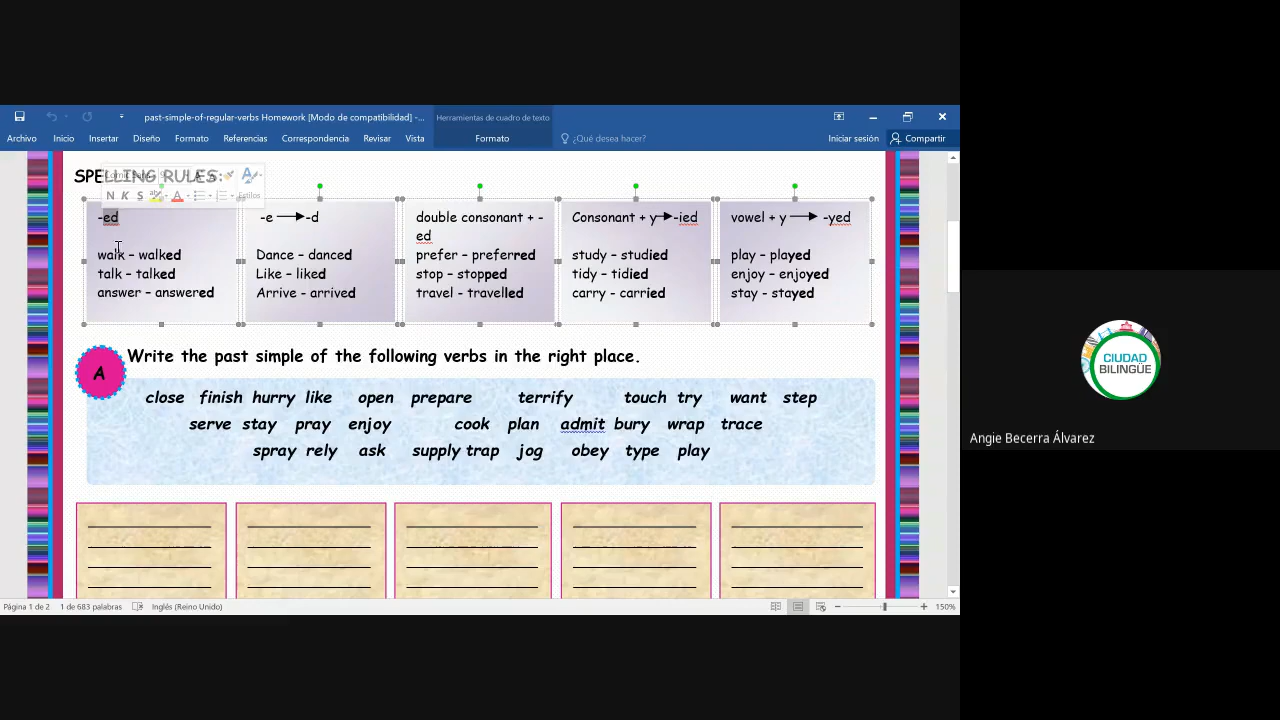 past-simple-of-regular-verbs Homework [Modo de compatibilidad] -...
Herramientas de cuadro de texto
Archivo Inicio Insertar Diseño Formato Referencias Correspondencia Revisar Vista Formato ¿Qué desea hacer? Iniciar sesión Compartir
SPELLING RULES:
N K S abc A Estilos
-ed
walk – walked
talk – talked
answer – answered
-e -d
Dance – danced
Like – liked
Arrive – arrived
double consonant + -
ed
prefer – preferred
stop – stopped
travel – travelled
Consonant + y -ied
study – studied
tidy – tidied
carry – carried
vowel + y -yed
play – played
enjoy – enjoyed
stay – stayed
A
Write the past simple of the following verbs in the right place.
close finish hurry like open prepare terrify touch try want step
serve stay pray enjoy cook plan admit bury wrap trace
spray rely ask supply trap jog obey type play
Página 1 de 2 1 de 683 palabras Inglés (Reino Unido) 150%
CIUDAD
BILINGÜE
Angie Becerra Álvarez